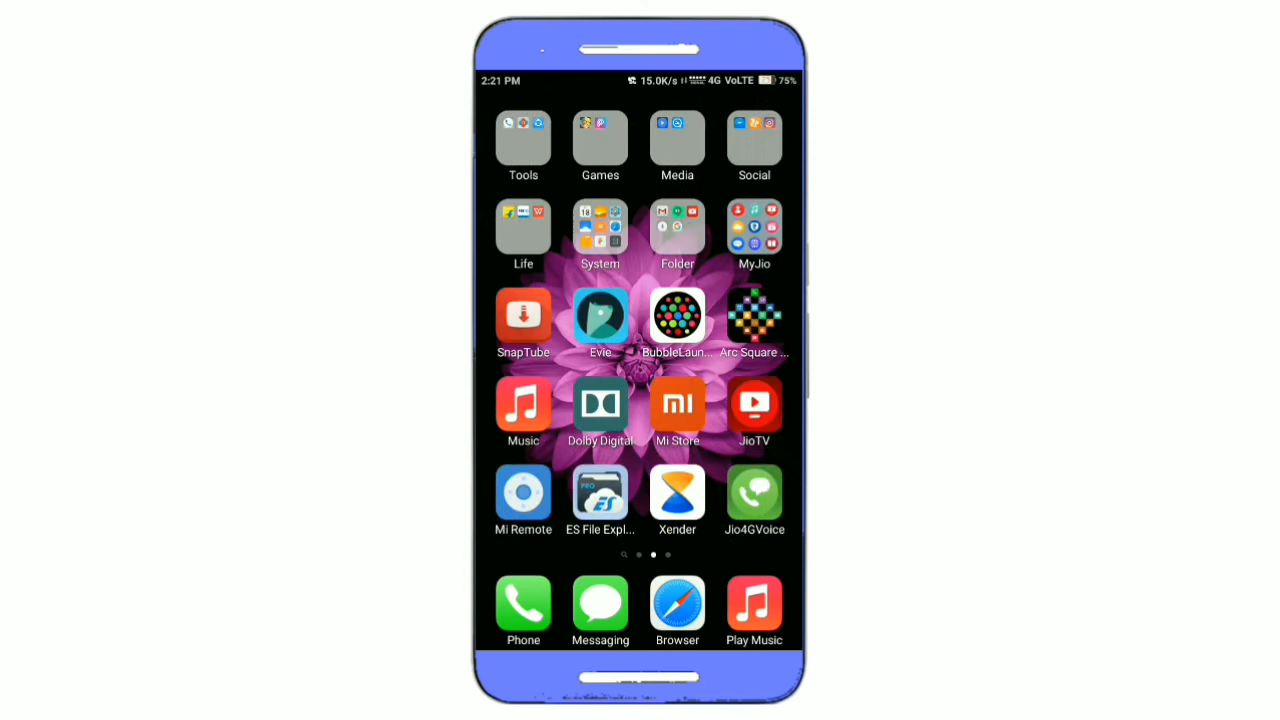 2:21 PM 15.0K/s 4G VoLTE 75%
Tools Games Media Social
Life System Folder MyJio
SnapTube Evie BubbleLaun... Arc Square ...
Music Dolby Digital Mi Store JioTV
Mi Remote ES File Expl... Xender Jio4GVoice
Phone Messaging Browser Play Music